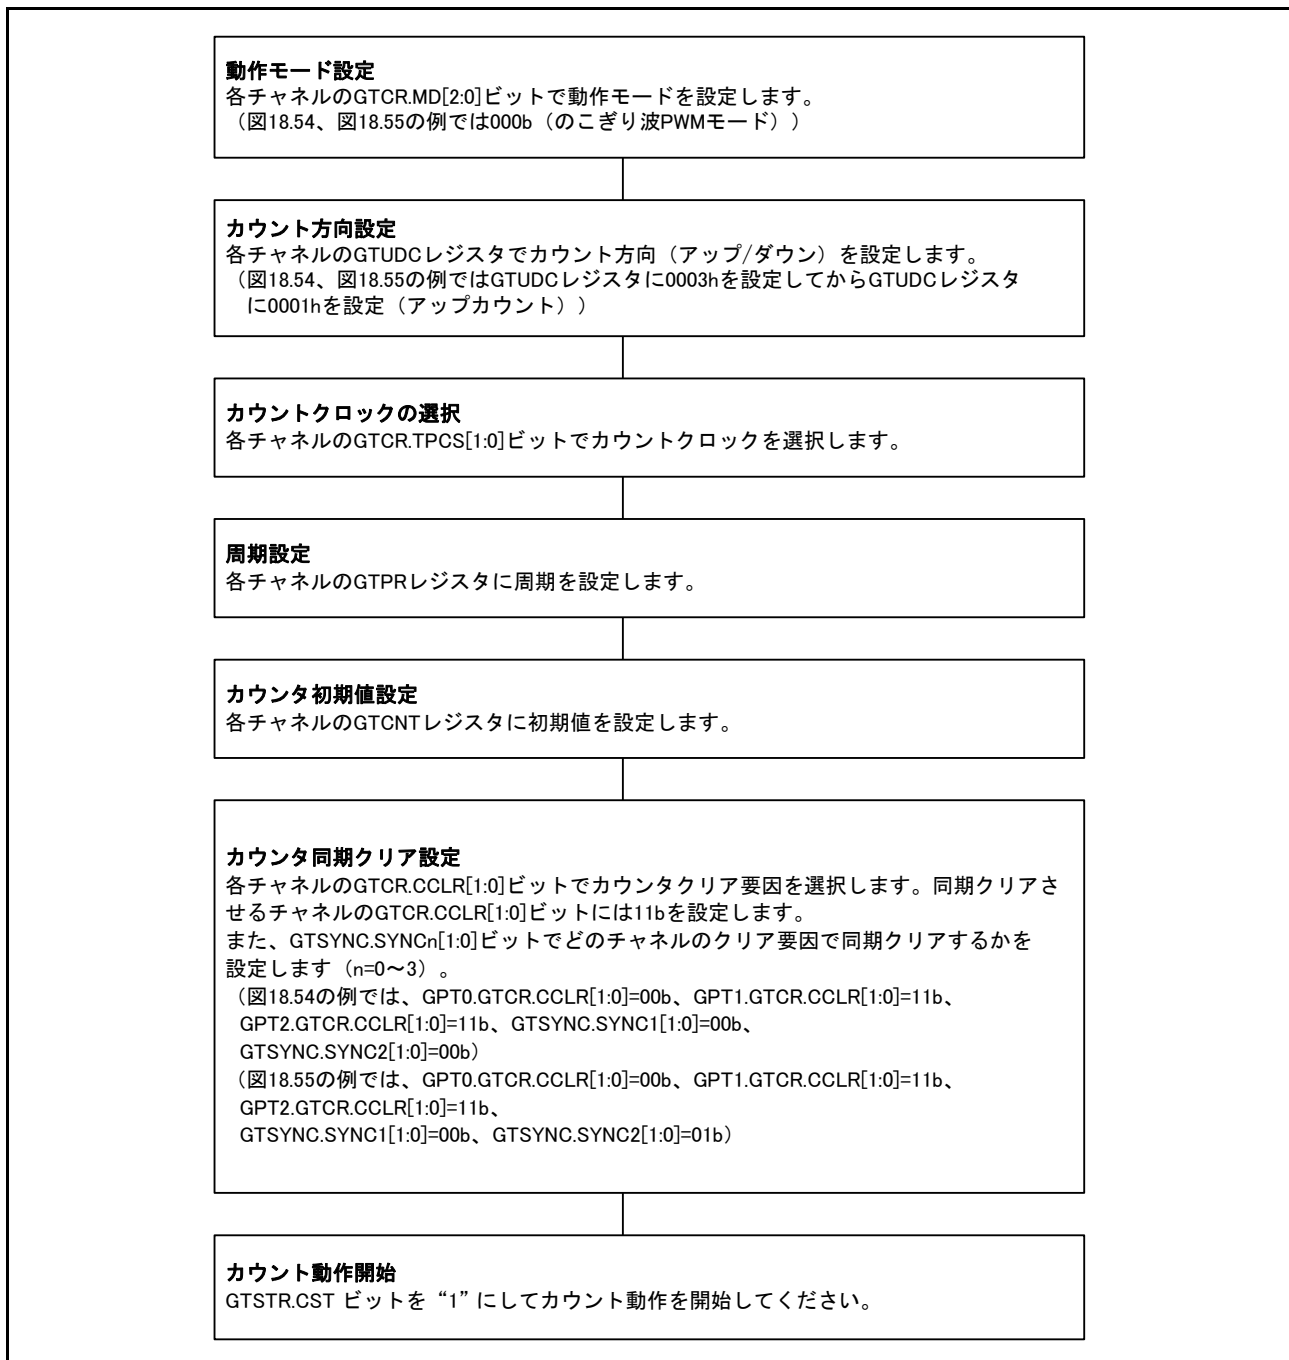 動作モード設定
各チャネルのGTCR.MD[2:0]ビットで動作モードを設定します。
（図18.54、図18.55の例では000b（のこぎり波PWMモード））
カウント方向設定
各チャネルのGTUDCレジスタでカウント方向（アップ/ダウン）を設定します。
（図18.54、図18.55の例ではGTUDCレジスタに0003hを設定してからGTUDCレジスタ
に0001hを設定（アップカウント））
カウントクロックの選択
各チャネルのGTCR.TPCS[1:0]ビットでカウントクロックを選択します。
周期設定
各チャネルのGTPRレジスタに周期を設定します。
カウンタ初期値設定
各チャネルのGTCNTレジスタに初期値を設定します。
カウンタ同期クリア設定
各チャネルのGTCR.CCLR[1:0]ビットでカウンタクリア要因を選択します。同期クリアさ
せるチャネルのGTCR.CCLR[1:0]ビットには11bを設定します。
また、GTSYNC.SYNCn[1:0]ビットでどのチャネルのクリア要因で同期クリアするかを
設定します（n=0～3）。
（図18.54の例では、GPT0.GTCR.CCLR[1:0]=00b、GPT1.GTCR.CCLR[1:0]=11b、
GPT2.GTCR.CCLR[1:0]=11b、GTSYNC.SYNC1[1:0]=00b、
GTSYNC.SYNC2[1:0]=00b）
（図18.55の例では、GPT0.GTCR.CCLR[1:0]=00b、GPT1.GTCR.CCLR[1:0]=11b、
GPT2.GTCR.CCLR[1:0]=11b、
GTSYNC.SYNC1[1:0]=00b、GTSYNC.SYNC2[1:0]=01b）
カウント動作開始
GTSTR.CST ビットを “1” にしてカウント動作を開始してください。